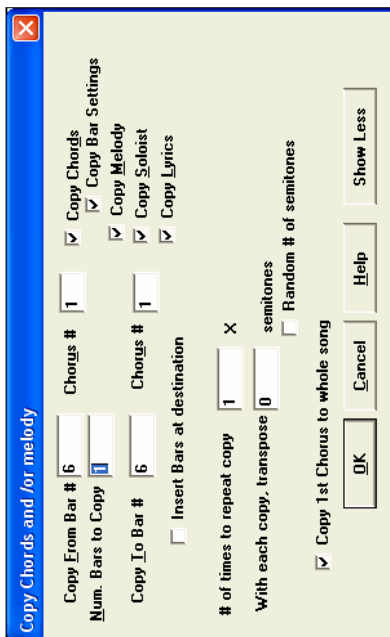 Copy Chords and /or melody
Copy From Bar # 6 Chorus # 1 Copy Chords
Num. Bars to Copy 1 Copy Bar Settings
Copy Melody
Copy To Bar # 6 Chorus # 1 Copy Soloist
Insert Bars at destination Copy Lyrics
# of times to repeat copy 1 X
With each copy, transpose 0 semitones
Random # of semitones
Copy 1st Chorus to whole song
OK Cancel Help Show Less